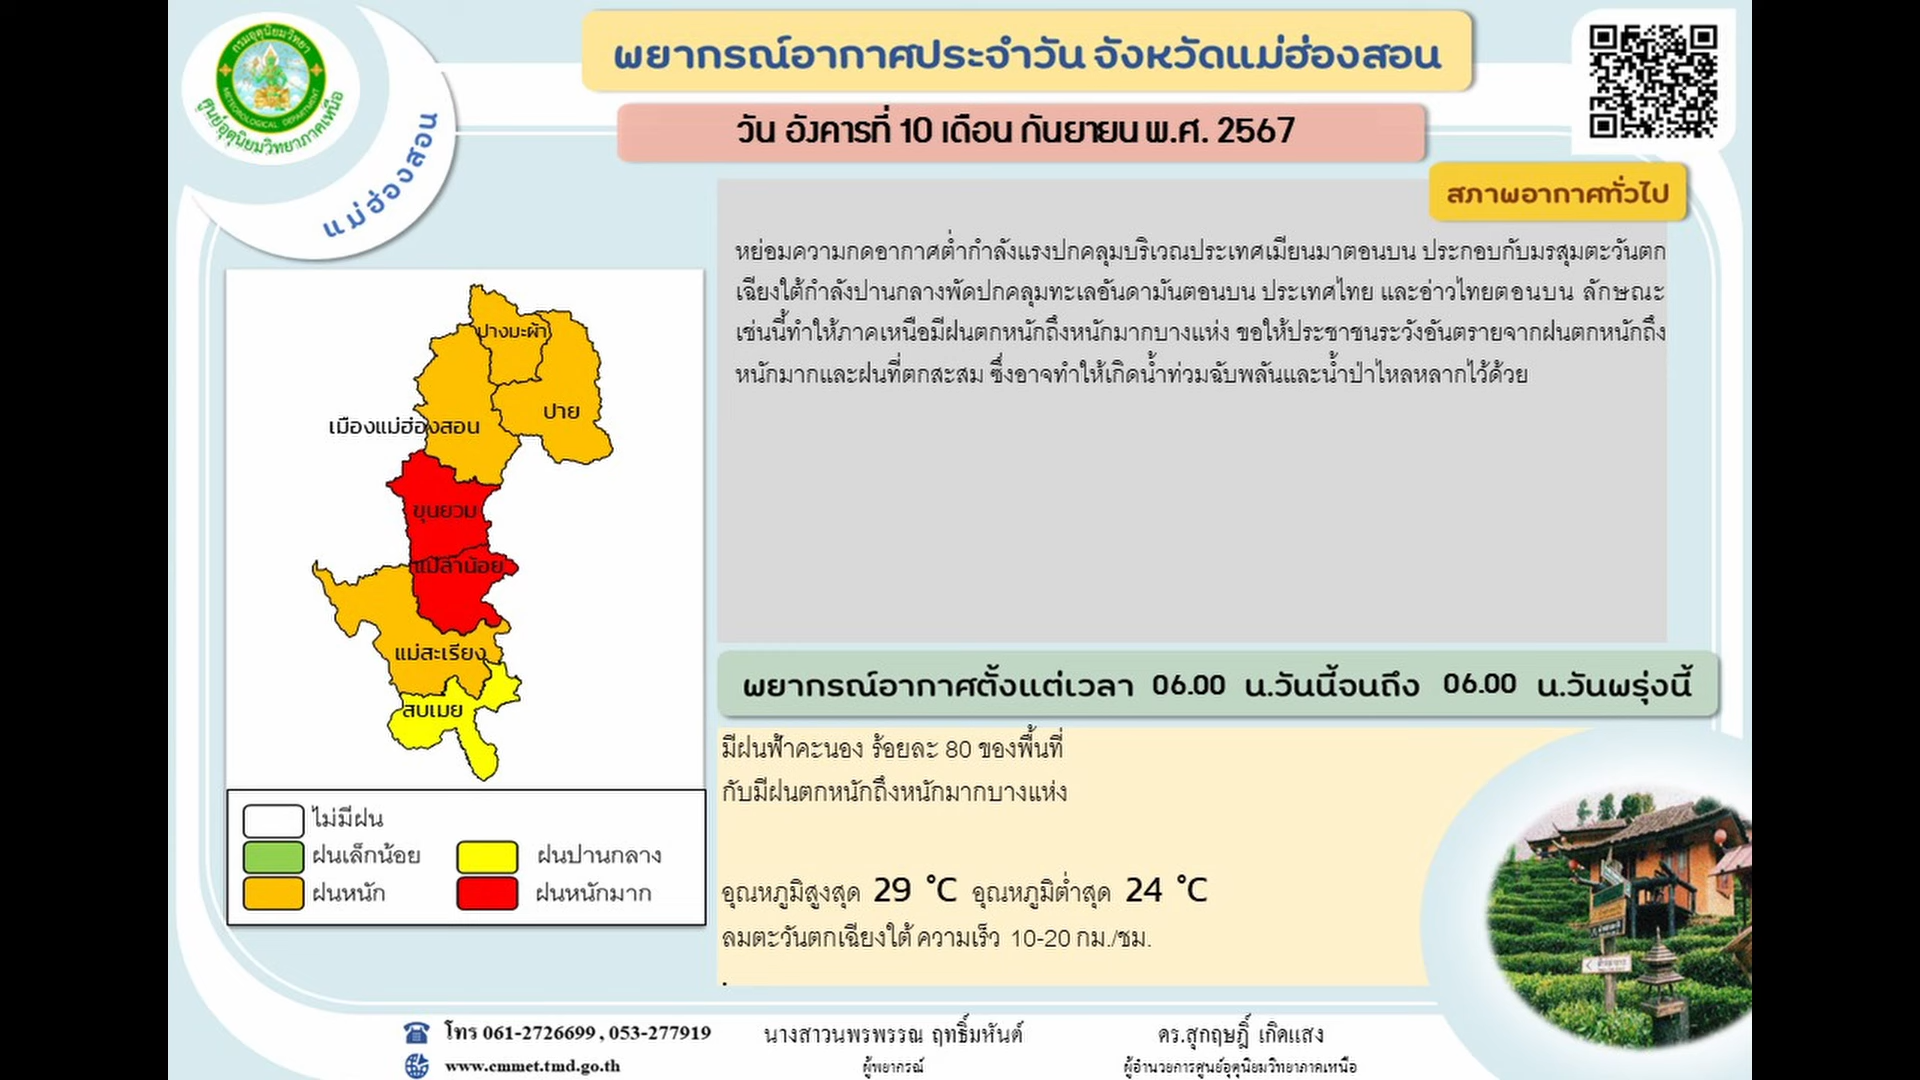 กรมอุตุนิยมวิทยา
METEOROLOGICAL DEPARTMENT
ศูนย์อุตุนิยมวิทยาภาคเหนือ
แม่ฮ่องสอน
พยากรณ์อากาศประจำวัน จังหวัดแม่ฮ่องสอน
วัน อังคารที่ 10 เดือน กันยายน พ.ศ. 2567
สภาพอากาศทั่วไป
หย่อมความกดอากาศต่ำกำลังแรงปกคลุมบริเวณประเทศเมียนมาตอนบน ประกอบกับมรสุมตะวันตก
เฉียงใต้กำลังปานกลางพัดปกคลุมทะเลอันดามันตอนบน ประเทศไทย และอ่าวไทยตอนบน ลักษณะ
เช่นนี้ทำให้ภาคเหนือมีฝนตกหนักถึงหนักมากบางแห่ง ขอให้ประชาชนระวังอันตรายจากฝนตกหนักถึง
หนักมากและฝนที่ตกสะสม ซึ่งอาจทำให้เกิดน้ำท่วมฉับพลันและน้ำป่าไหลหลากไว้ด้วย
ปางมะผ้า
ปาย
เมืองแม่ฮ่องสอน
ขุนยวม
แม่ลาน้อย
แม่สะเรียง
สบเมย
ไม่มีฝน
ฝนเล็กน้อย ฝนปานกลาง
ฝนหนัก ฝนหนักมาก
พยากรณ์อากาศตั้งแต่เวลา 06.00 น.วันนี้จนถึง 06.00 น.วันพรุ่งนี้
มีฝนฟ้าคะนอง ร้อยละ 80 ของพื้นที่
กับมีฝนตกหนักถึงหนักมากบางแห่ง
อุณหภูมิสูงสุด 29 °C อุณหภูมิต่ำสุด 24 °C
ลมตะวันตกเฉียงใต้ ความเร็ว 10-20 กม./ชม.
.
โทร 061-2726699 , 053-277919
www.cmmet.tmd.go.th
นางสาวนพรพรรณ ฤทธิ์มหันต์
ผู้พยากรณ์
ดร.สุกฤษฎิ์ เกิดแสง
ผู้อำนวยการศูนย์อุตุนิยมวิทยาภาคเหนือ